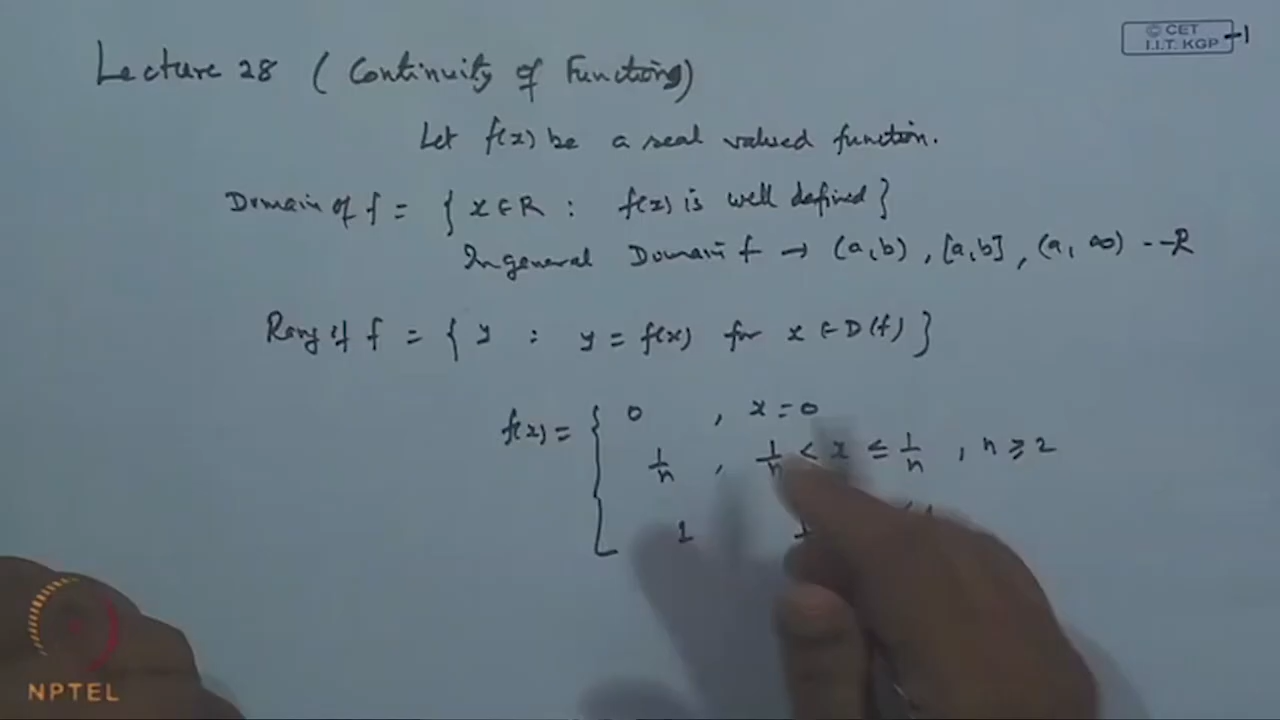 © CET
I.I.T. KGP
-1
Lecture 28 ( Continuity of Functions)
Let f(x) be a real valued function.
Domain of f = { x ∈ R : f(x) is well defined }
In general Domain f → (a,b) , [a,b] , (a, ∞) -- R
Rang of f = { y : y = f(x) for x ∈ D(f) }
f(x) = { 0 , x = 0
1/n , 1/n < x ≤ 1/n , n ≥ 2
1
NPTEL